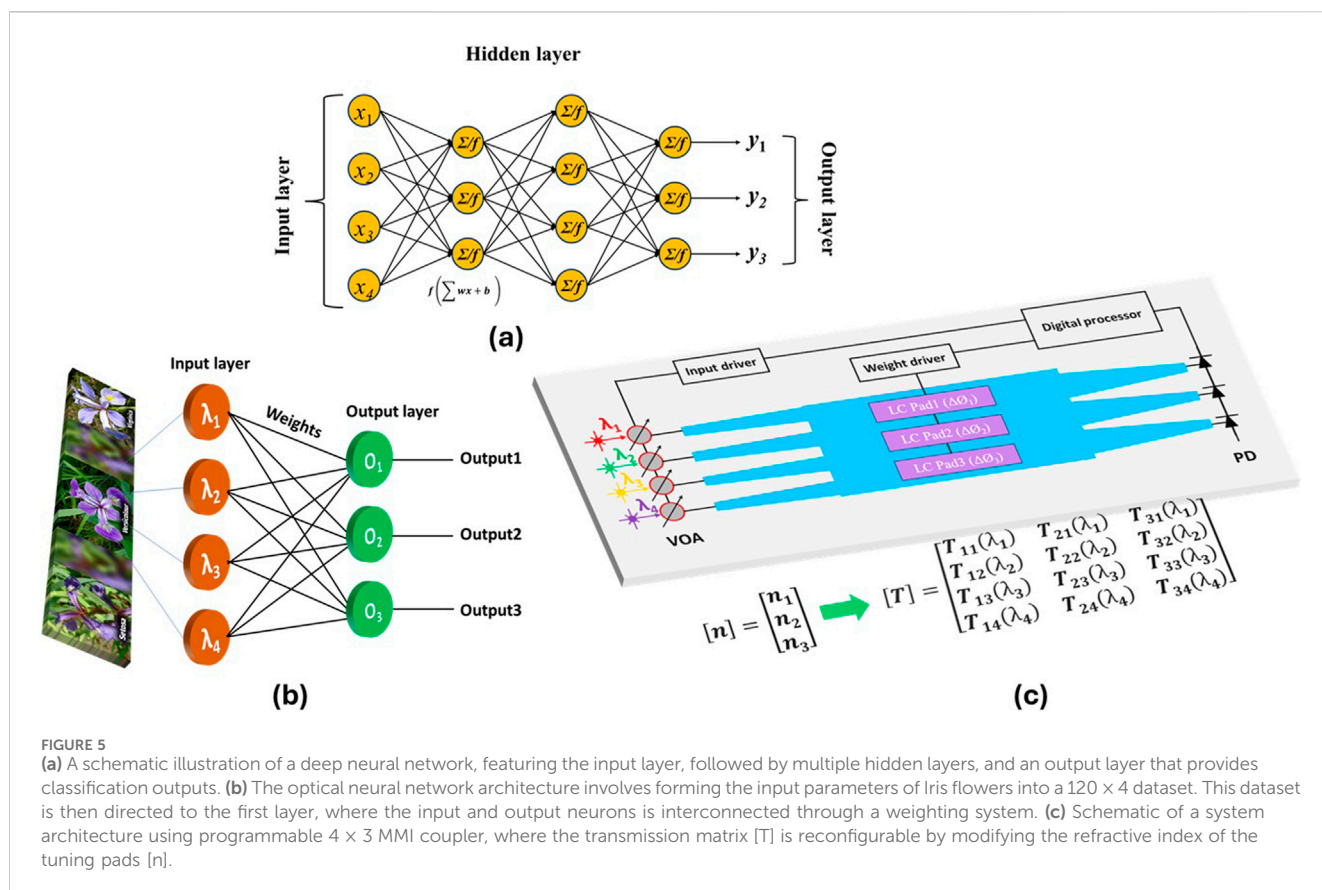 Hidden layer
Input layer
x1
x2
x3
x4
Σ/f
Σ/f
Σ/f
f(∑wx+b)
Σ/f
Σ/f
Σ/f
Σ/f
Σ/f
Σ/f
Σ/f
y1
y2
y3
Output layer
(a)
Input layer
Weights
Output layer
Virginica
Versicolour
Setosa
λ1
λ2
λ3
λ4
O1
O2
O3
Output1
Output2
Output3
(b)
Input driver
Weight driver
Digital processor
λ1
λ2
λ3
λ4
VOA
LC Pad1 (ΔØ1)
LC Pad2 (ΔØ2)
LC Pad3 (ΔØ3)
PD
[n] = [n1
n2
n3]
[T] = [T11(λ1) T21(λ1) T31(λ1)
T12(λ2) T22(λ2) T32(λ2)
T13(λ3) T23(λ3) T33(λ3)
T14(λ4) T24(λ4) T34(λ4)]
(c)
FIGURE 5
(a) A schematic illustration of a deep neural network, featuring the input layer, followed by multiple hidden layers, and an output layer that provides
classification outputs. (b) The optical neural network architecture involves forming the input parameters of Iris flowers into a 120 × 4 dataset. This dataset
is then directed to the first layer, where the input and output neurons is interconnected through a weighting system. (c) Schematic of a system
architecture using programmable 4 × 3 MMI coupler, where the transmission matrix [T] is reconfigurable by modifying the refractive index of the
tuning pads [n].